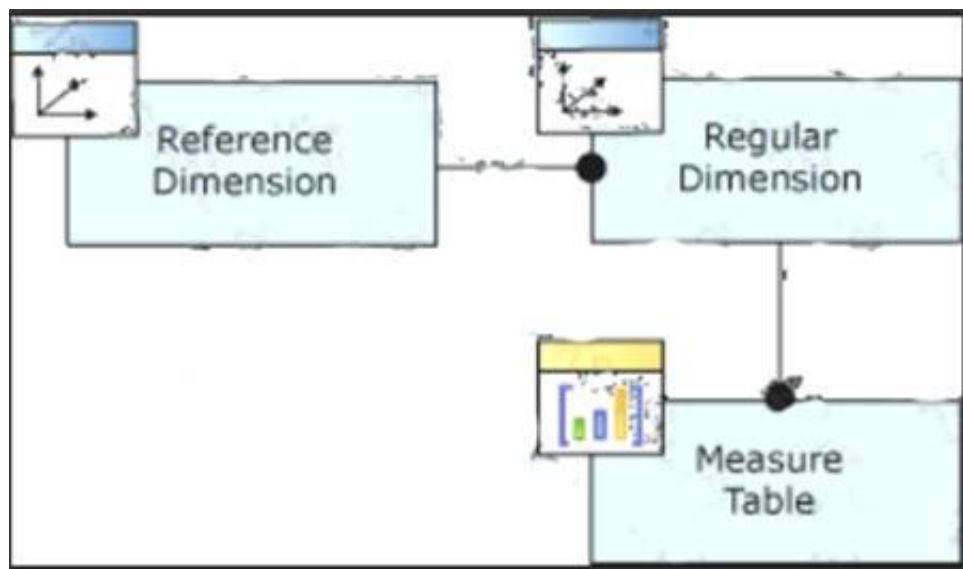 Reference
Dimension
Regular
Dimension
Measure
Table